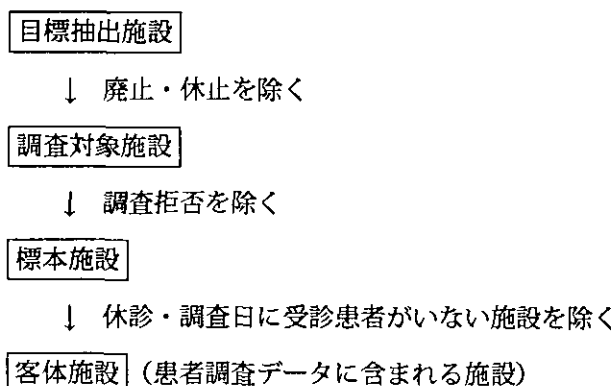 目標抽出施設
↓ 廃止・休止を除く
調査対象施設
↓ 調査拒否を除く
標本施設
↓ 休診・調査日に受診患者がいない施設を除く
客体施設（患者調査データに含まれる施設）